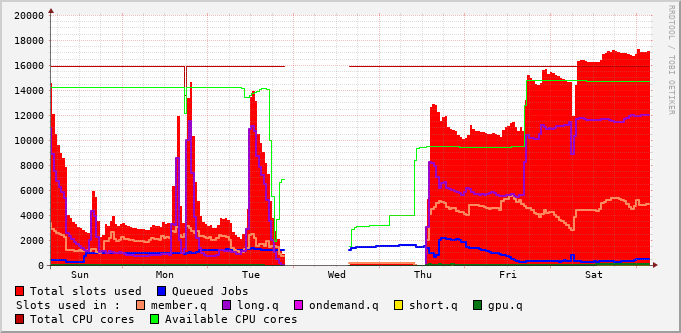 20000
18000
16000
14000
12000
10000
8000
6000
4000
2000
0
Sun Mon Tue Wed Thu Fri Sat
RRDTOOL / TOBI OETIKER
Total slots used Queued Jobs
Slots used in : member.q long.q ondemand.q short.q gpu.q
Total CPU cores Available CPU cores